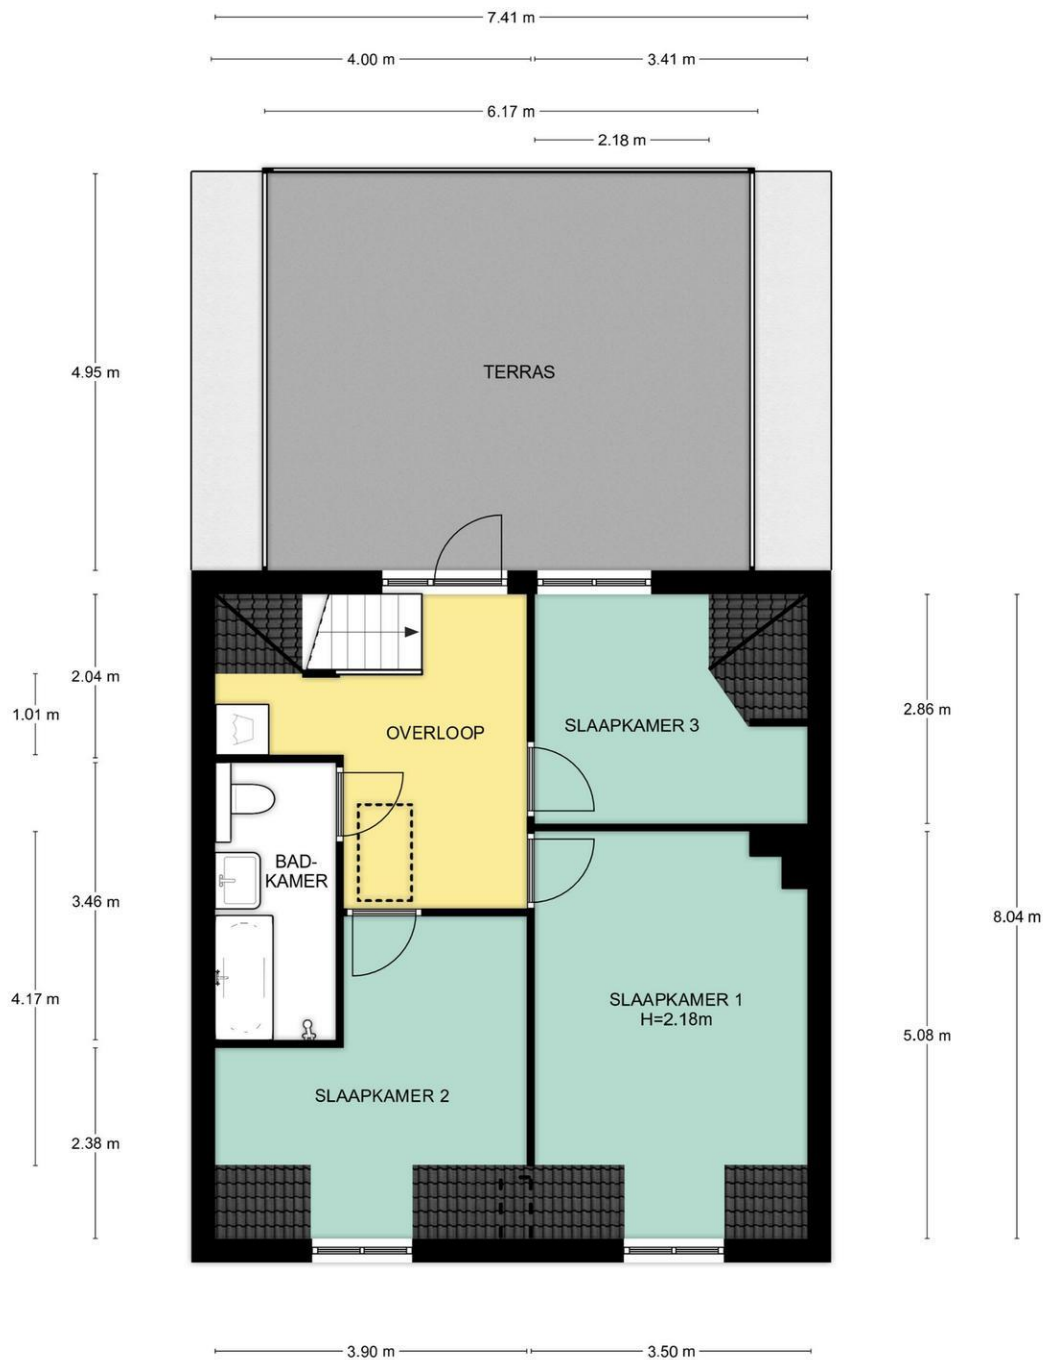 7.41 m
4.00 m
3.41 m
6.17 m
2.18 m
4.95 m
TERRAS
2.04 m
1.01 m
2.86 m
SLAAPKAMER 3
OVERLOOP
BAD-
KAMER
3.46 m
8.04 m
4.17 m
SLAAPKAMER 1
H=2.18m
5.08 m
SLAAPKAMER 2
2.38 m
3.90 m
3.50 m